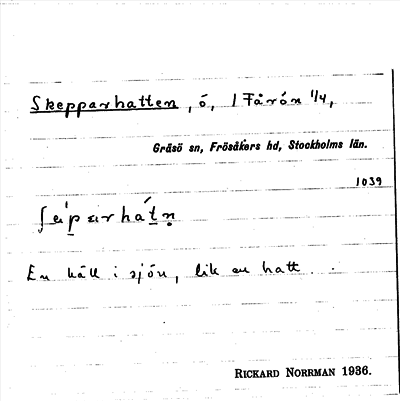 Skepparhatten, ö, / Fårön 1/4,
Gräsö sn, Frösåkers hd, Stockholms län.
1039
En häll i sjön, lik en hatt.
RICKARD NORRMAN 1936.